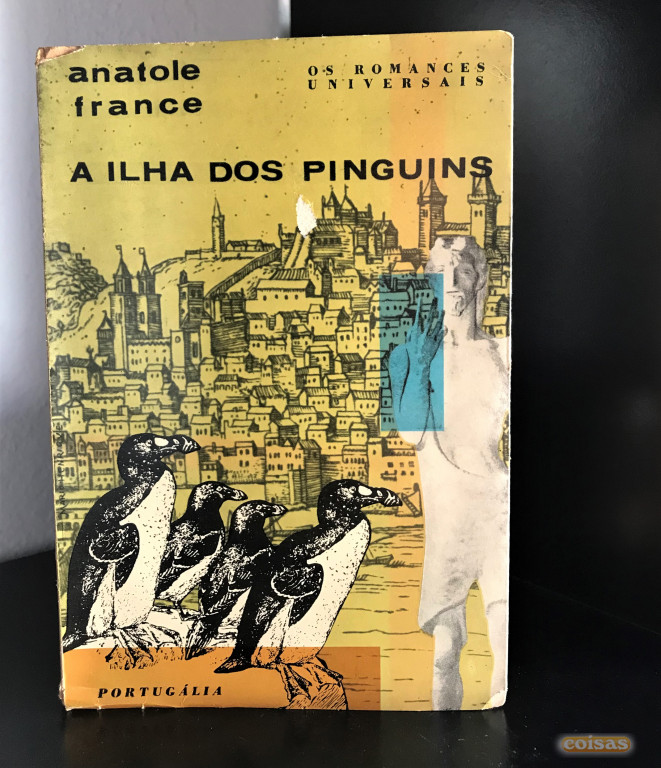 anatole
france
OS ROMANCES
UNIVERSAIS
A ILHA DOS PINGUINS
PORTUGÁLIA
coisas